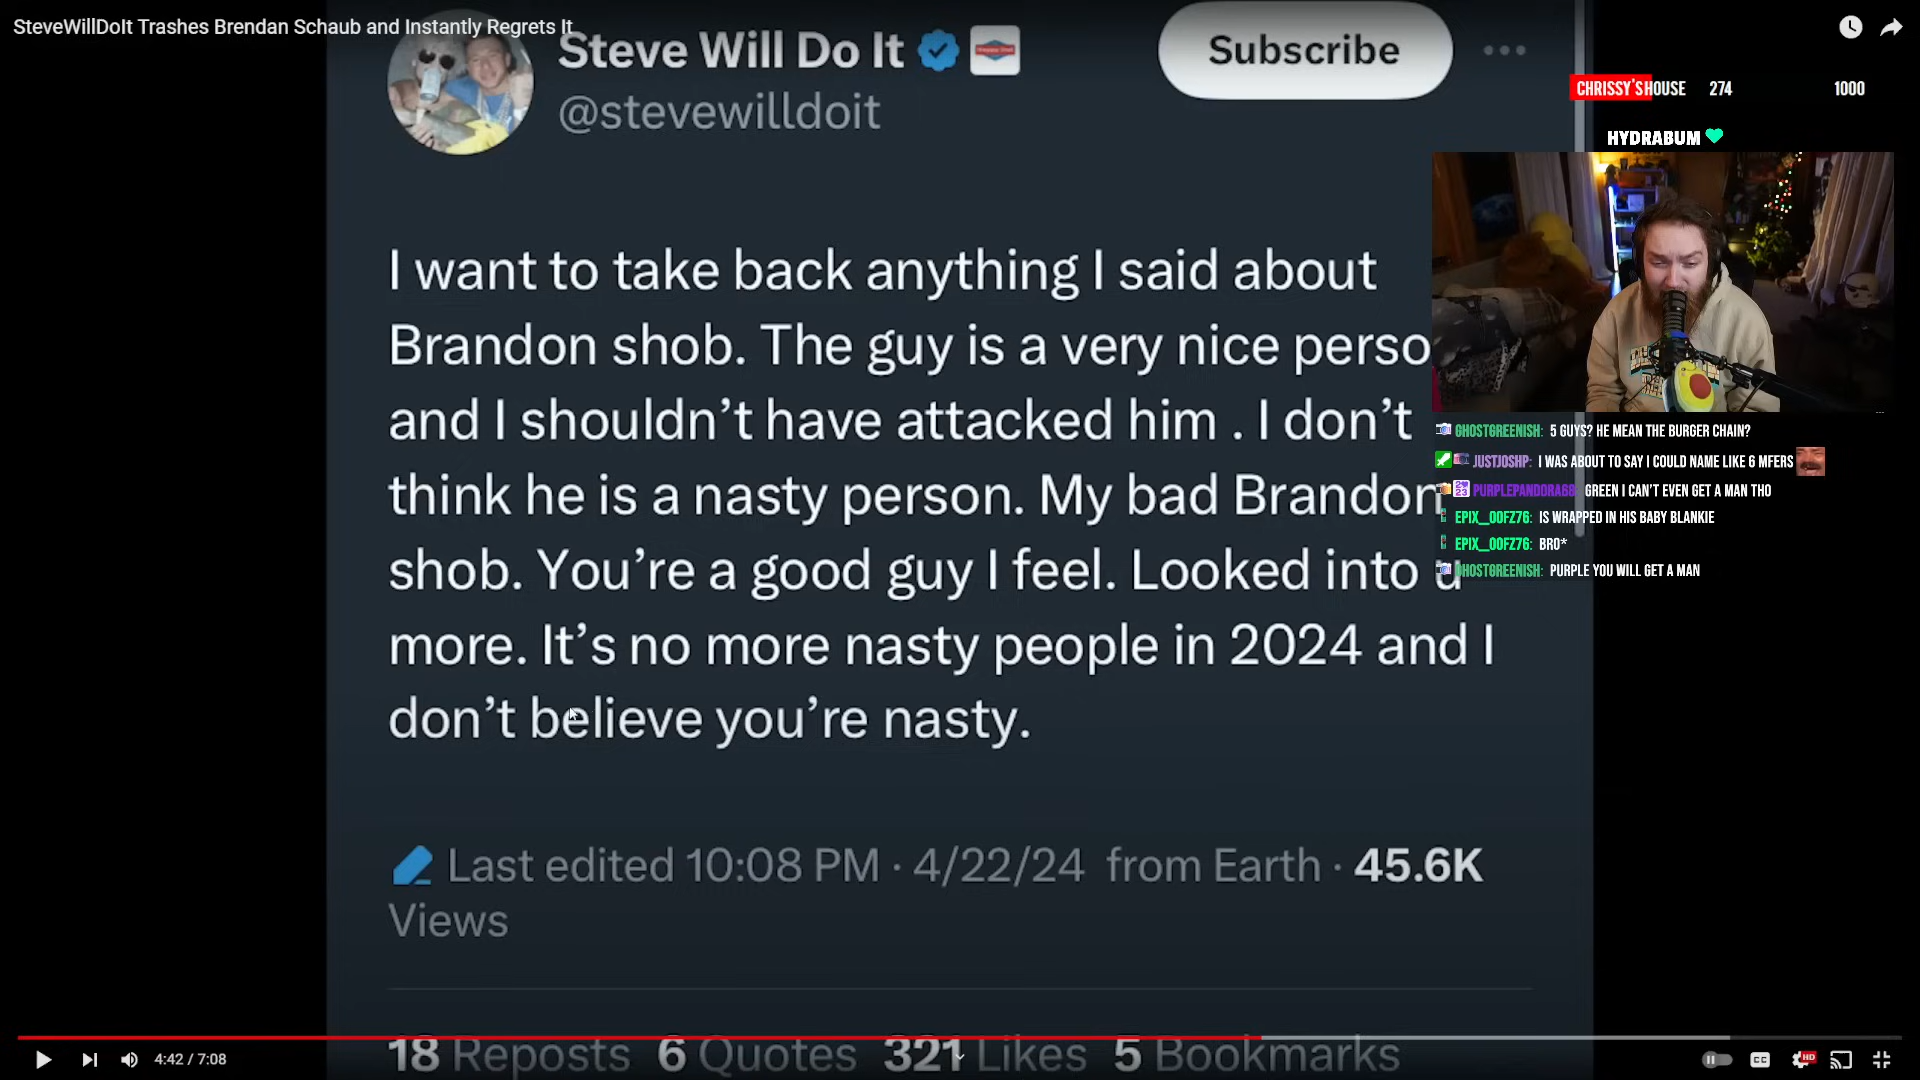 SteveWillDoIt Trashes Brendan Schaub and Instantly Regrets It
Steve Will Do It
@stevewilldoit
Subscribe
I want to take back anything I said about
Brandon shob. The guy is a very nice perso
and I shouldn't have attacked him . I don't
think he is a nasty person. My bad Brandon
shob. You're a good guy I feel. Looked into u
more. It's no more nasty people in 2024 and I
don't believe you're nasty.
Last edited 10:08 PM · 4/22/24 from Earth · 45.6K
Views
18 Reposts 6 Quotes 321 Likes 5 Bookmarks
4:42 / 7:08
CC
HD
CHRISSY'S HOUSE 274 1000
HYDRABUM
GHOSTGREENISH: 5 GUYS? HE MEAN THE BURGER CHAIN?
JUSTJOSHP: I WAS ABOUT TO SAY I COULD NAME LIKE 6 MFERS
PURPLEPANDORA68: GREEN I CAN'T EVEN GET A MAN THO
EPIX_OOFZ76: IS WRAPPED IN HIS BABY BLANKIE
EPIX_OOFZ76: BRO*
GHOSTGREENISH: PURPLE YOU WILL GET A MAN